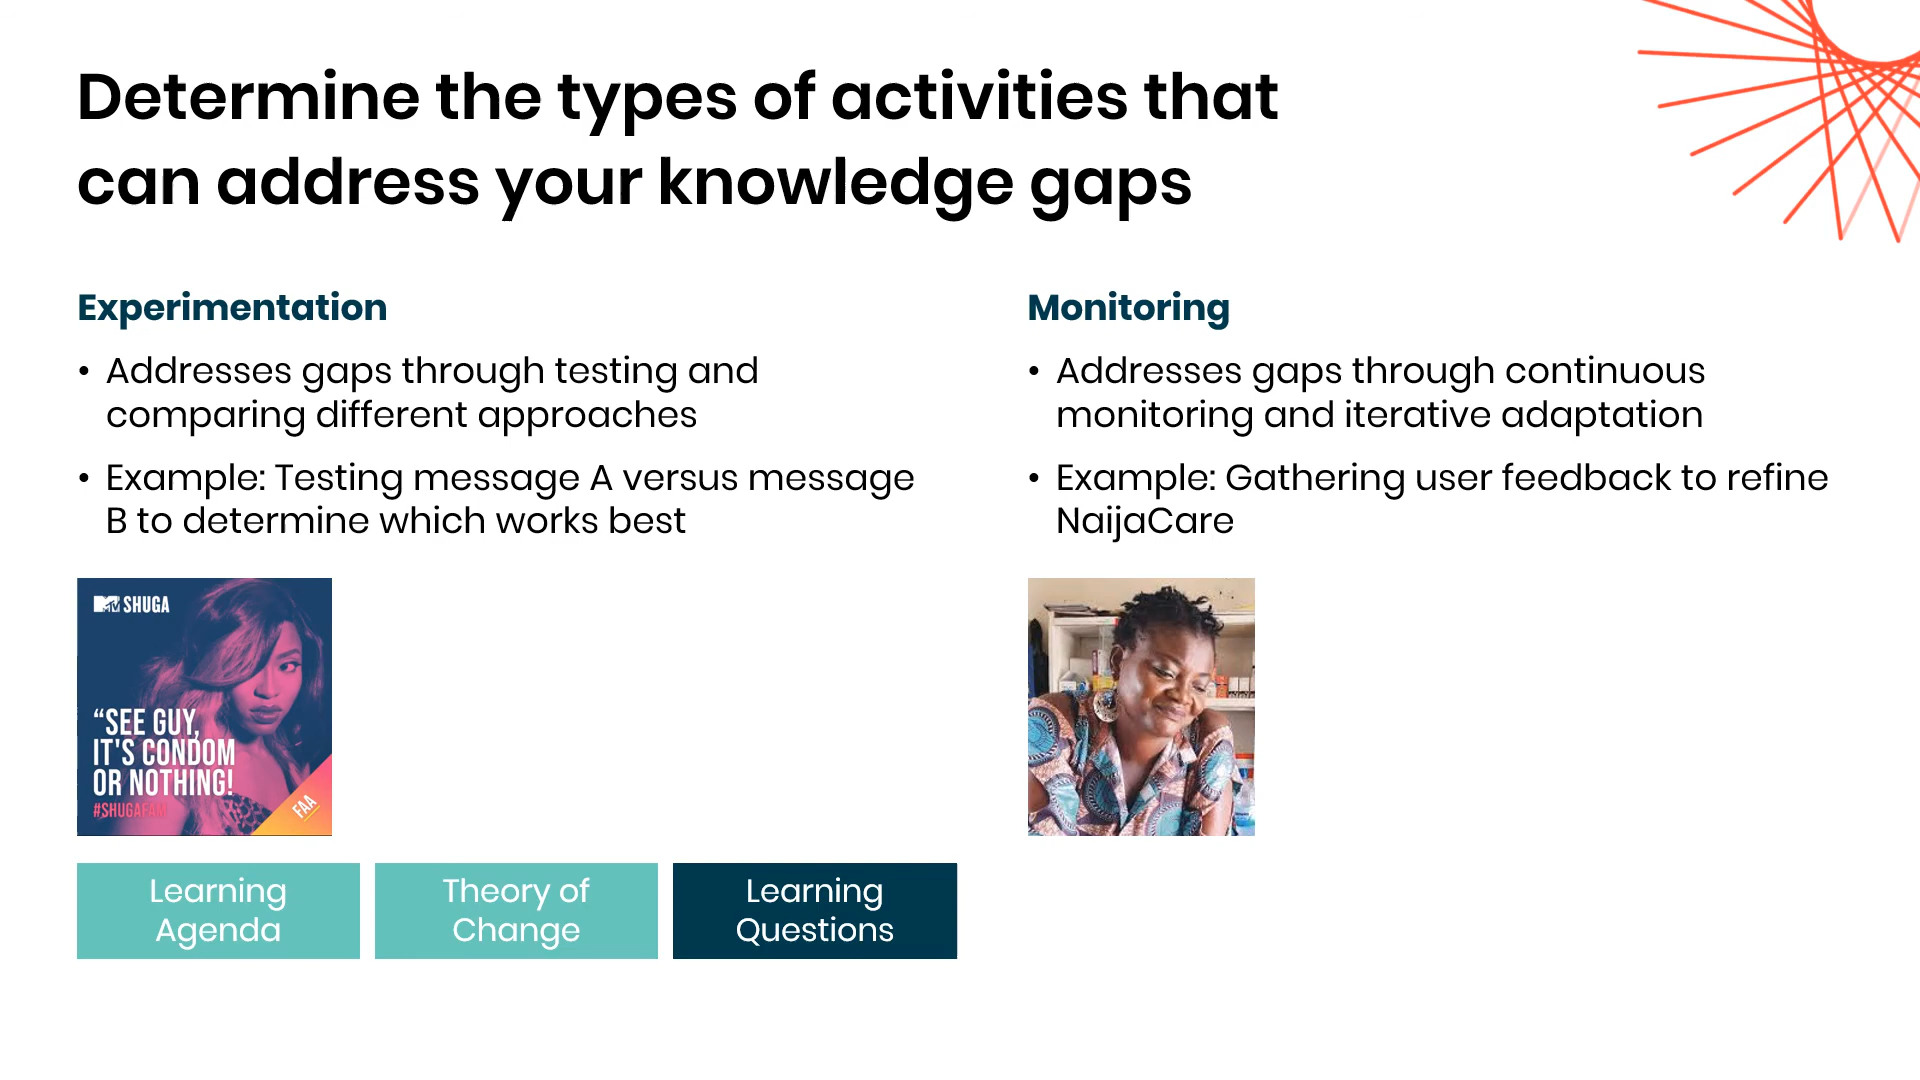 Determine the types of activities that
can address your knowledge gaps
Experimentation
• Addresses gaps through testing and
comparing different approaches
• Example: Testing message A versus message
B to determine which works best
MTV SHUGA
“SEE GUY,
IT'S CONDOM
OR NOTHING!
#SHUGAFAM
FAA
Monitoring
• Addresses gaps through continuous
monitoring and iterative adaptation
• Example: Gathering user feedback to refine
NaijaCare
Learning
Agenda
Theory of
Change
Learning
Questions